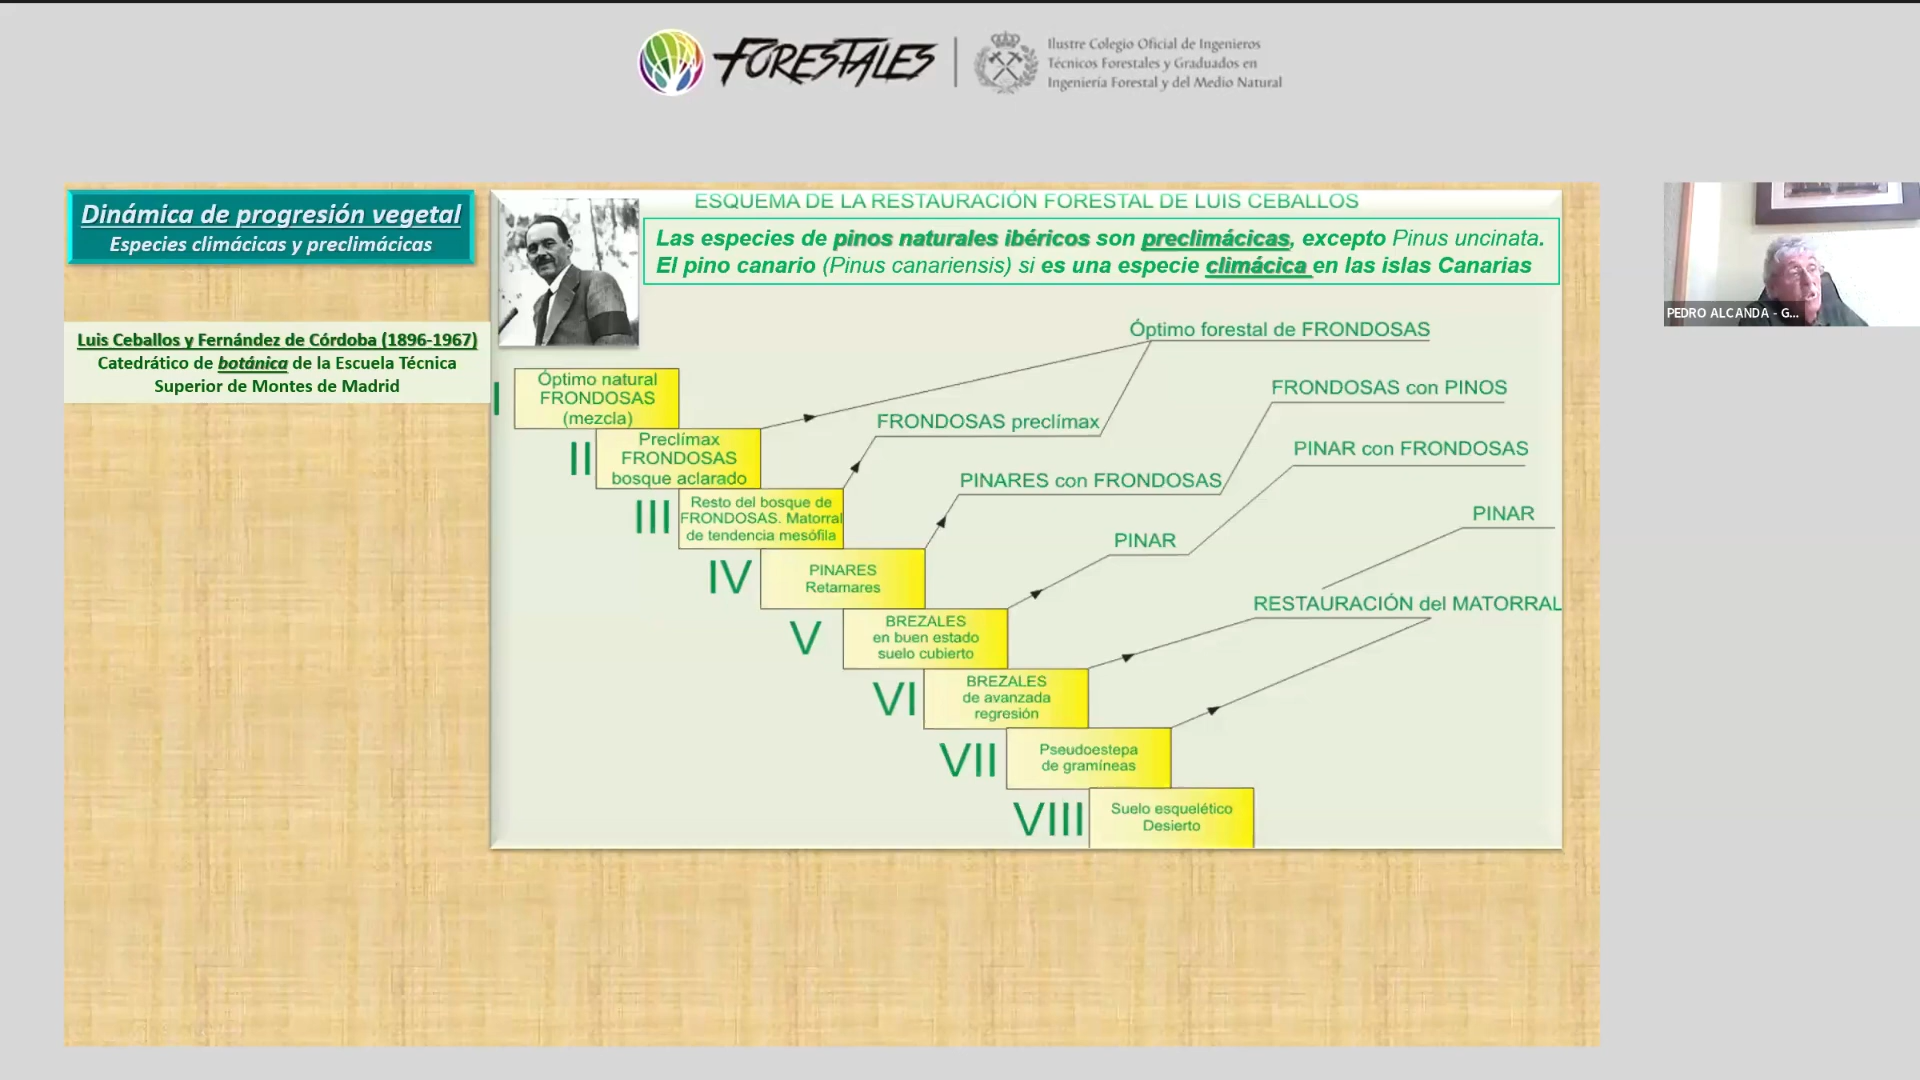 FORESTALES
Ilustre Colegio Oficial de Ingenieros
Técnicos Forestales y Graduados en
Ingeniería Forestal y del Medio Natural
Dinámica de progresión vegetal
Especies climácicas y preclimácicas
Luis Ceballos y Fernández de Córdoba (1896-1967)
Catedrático de botánica de la Escuela Técnica
Superior de Montes de Madrid
ESQUEMA DE LA RESTAURACIÓN FORESTAL DE LUIS CEBALLOS
Las especies de pinos naturales ibéricos son preclimácicas, excepto Pinus uncinata.
El pino canario (Pinus canariensis) si es una especie climácica en las islas Canarias
Óptimo forestal de FRONDOSAS
I
Óptimo natural
FRONDOSAS
(mezcla)
FRONDOSAS con PINOS
FRONDOSAS preclímax
II
Preclímax
FRONDOSAS
bosque aclarado
PINAR con FRONDOSAS
PINARES con FRONDOSAS
III
Resto del bosque de
FRONDOSAS. Matorral
de tendencia mesófila
PINAR
PINAR
IV
PINARES
Retamares
RESTAURACIÓN del MATORRAL
V
BREZALES
en buen estado
suelo cubierto
VI
BREZALES
de avanzada
regresión
VII
Pseudoestepa
de gramíneas
VIII
Suelo esquelético
Desierto
PEDRO ALCANDA - G...